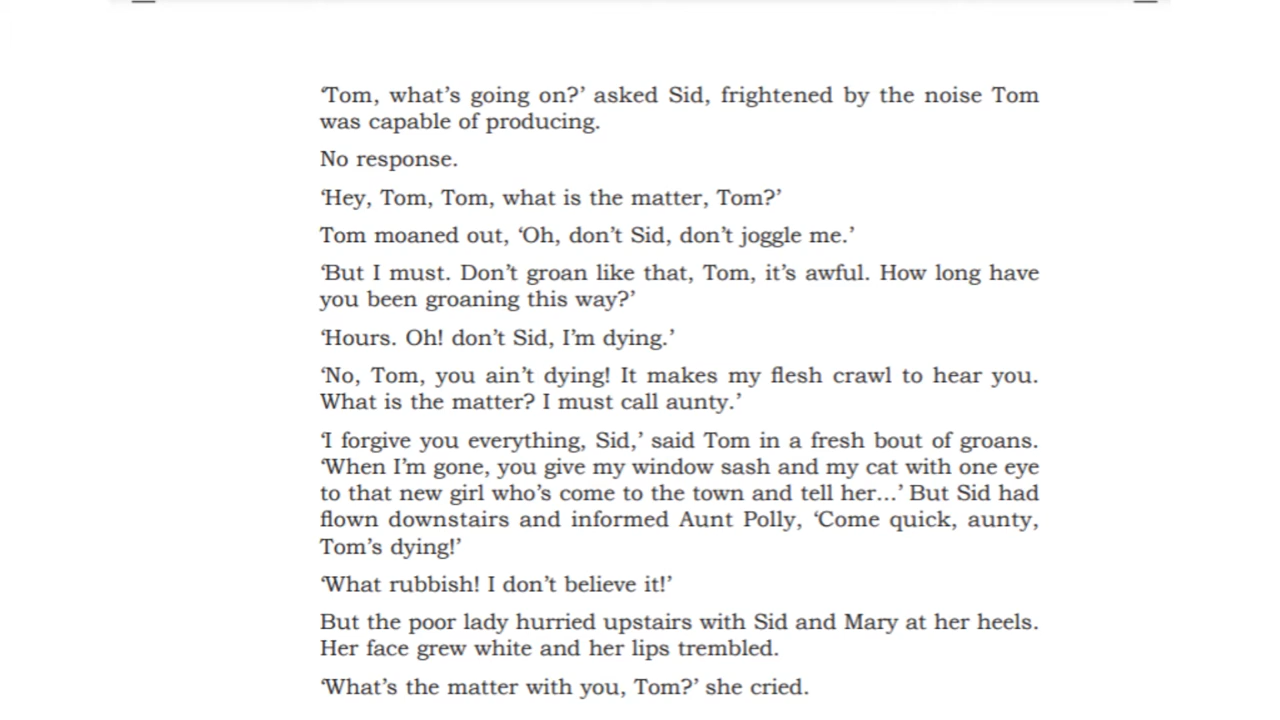 ‘Tom, what’s going on?’ asked Sid, frightened by the noise Tom
was capable of producing.
No response.
‘Hey, Tom, Tom, what is the matter, Tom?’
Tom moaned out, ‘Oh, don’t Sid, don’t joggle me.’
‘But I must. Don’t groan like that, Tom, it’s awful. How long have
you been groaning this way?’
‘Hours. Oh! don’t Sid, I’m dying.’
‘No, Tom, you ain’t dying! It makes my flesh crawl to hear you.
What is the matter? I must call aunty.’
‘I forgive you everything, Sid,’ said Tom in a fresh bout of groans.
‘When I’m gone, you give my window sash and my cat with one eye
to that new girl who’s come to the town and tell her...’ But Sid had
flown downstairs and informed Aunt Polly, ‘Come quick, aunty,
Tom’s dying!’
‘What rubbish! I don’t believe it!’
But the poor lady hurried upstairs with Sid and Mary at her heels.
Her face grew white and her lips trembled.
‘What’s the matter with you, Tom?’ she cried.